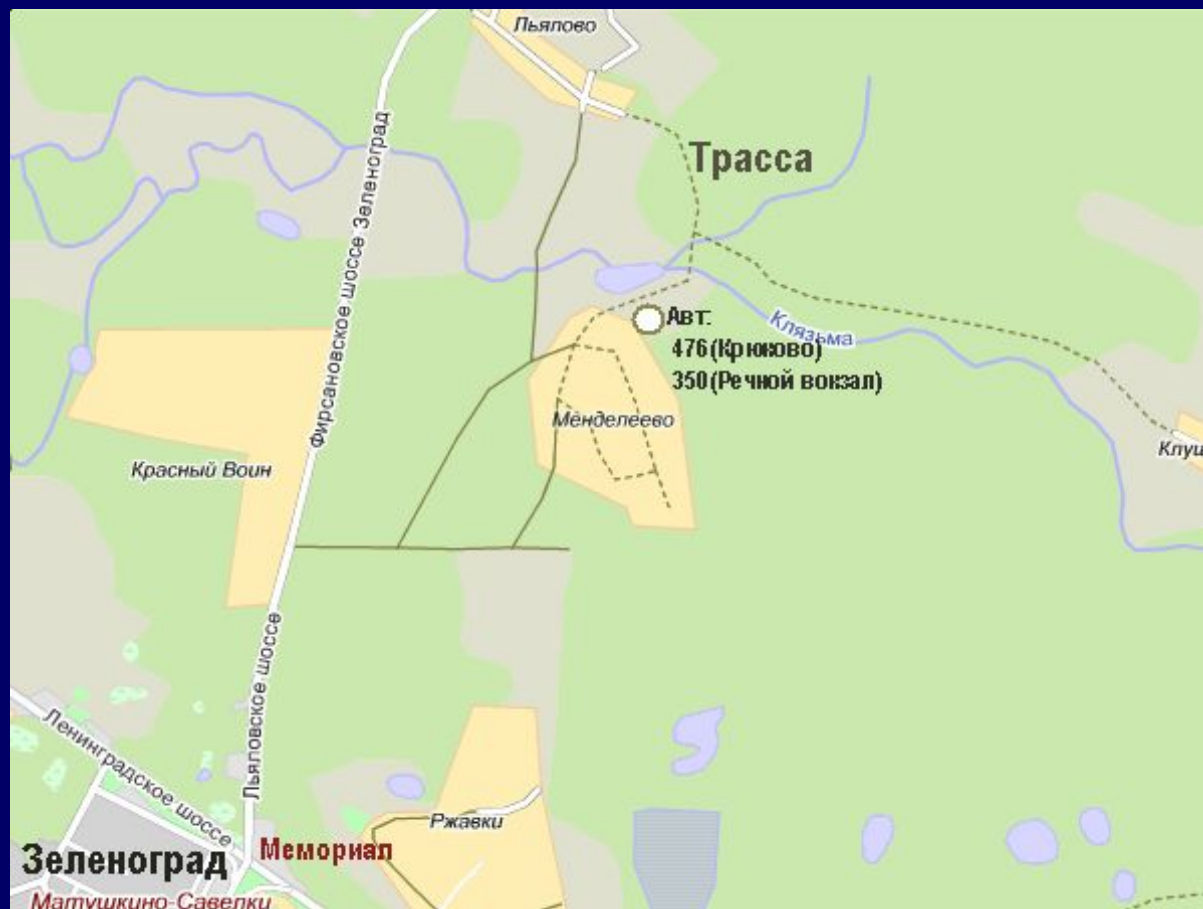 Льялово
Трасса
Фирсановское шоссе Зеленоград
Авт:
476(Крюково)
350(Речной вокзал)
Клязьма
Менделеево
Клуш
Красный Воин
Льяловское шоссе
Ленинградское шоссе
Ржавки
Мемориал
Зеленоград
Матушкино-Савелки